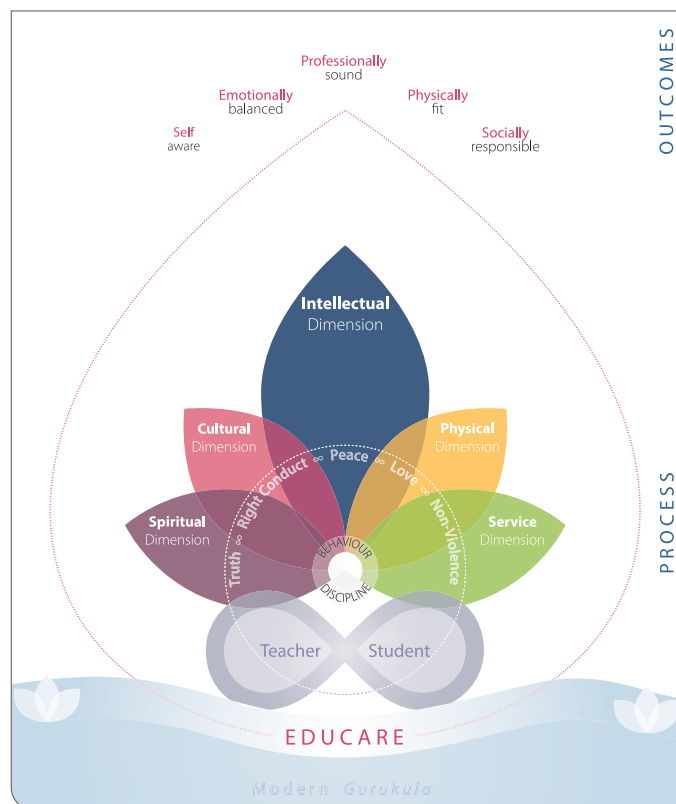 OUTCOMES
Professionally
sound
Emotionally
balanced
Physically
fit
Self
aware
Socially
responsible
Intellectual
Dimension
Cultural
Dimension
Physical
Dimension
Spiritual
Dimension
Service
Dimension
Truth ∞ Right Conduct ∞ Peace ∞ Love ∞ Non-Violence
BEHAVIOUR
DISCIPLINE
PROCESS
Teacher
Student
EDUCARE
Modern Gurukula